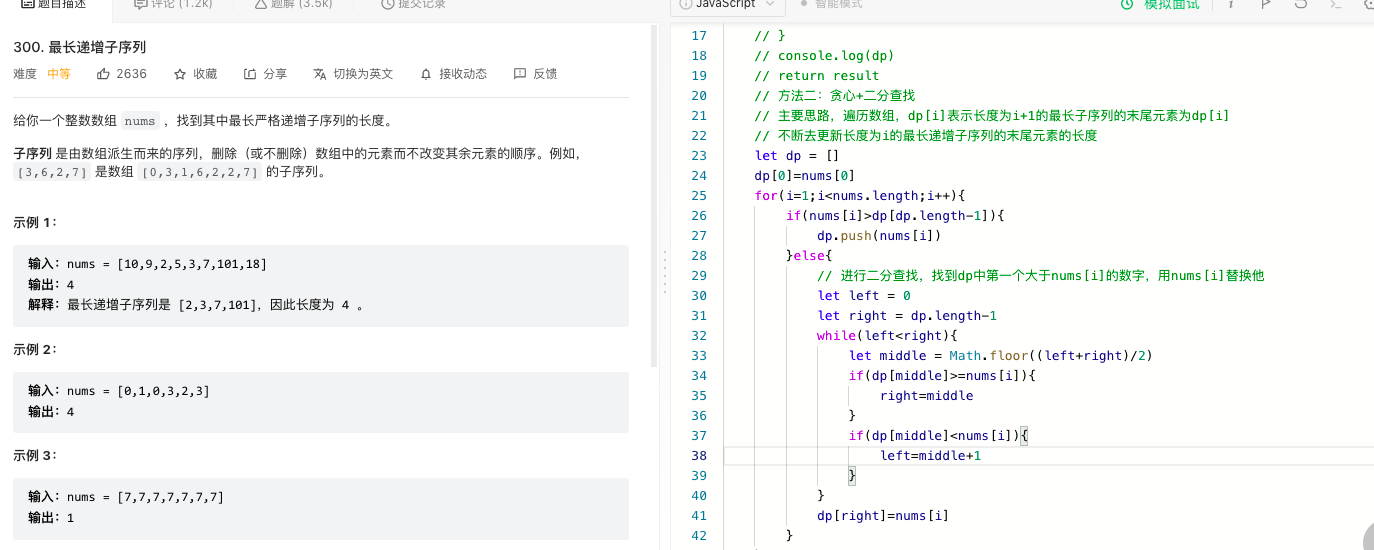 题目描述
评论 (1.2k)
题解 (3.5k)
提交记录
300. 最长递增子序列
难度 中等 2636 收藏 分享 切换为英文 接收动态 反馈
给你一个整数数组 nums ，找到其中最长严格递增子序列的长度。
子序列 是由数组派生而来的序列，删除（或不删除）数组中的元素而不改变其余元素的顺序。例如，
[3,6,2,7] 是数组 [0,3,1,6,2,2,7] 的子序列。
示例 1：
输入：nums = [10,9,2,5,3,7,101,18]
输出：4
解释：最长递增子序列是 [2,3,7,101]，因此长度为 4 。
示例 2：
输入：nums = [0,1,0,3,2,3]
输出：4
示例 3：
输入：nums = [7,7,7,7,7,7,7]
输出：1
JavaScript
智能模式
模拟面试
17 // }
18 // console.log(dp)
19 // return result
20 // 方法二：贪心+二分查找
21 // 主要思路，遍历数组，dp[i]表示长度为i+1的最长子序列的末尾元素为dp[i]
22 // 不断去更新长度为i的最长递增子序列的末尾元素的长度
23 let dp = []
24 dp[0]=nums[0]
25 for(i=1;i<nums.length;i++){
26 if(nums[i]>dp[dp.length-1]){
27 dp.push(nums[i])
28 }else{
29 // 进行二分查找，找到dp中第一个大于nums[i]的数字，用nums[i]替换他
30 let left = 0
31 let right = dp.length-1
32 while(left<right){
33 let middle = Math.floor((left+right)/2)
34 if(dp[middle]>=nums[i]){
35 right=middle
36 }
37 if(dp[middle]<nums[i]){
38 left=middle+1
39 }
40 }
41 dp[right]=nums[i]
42 }